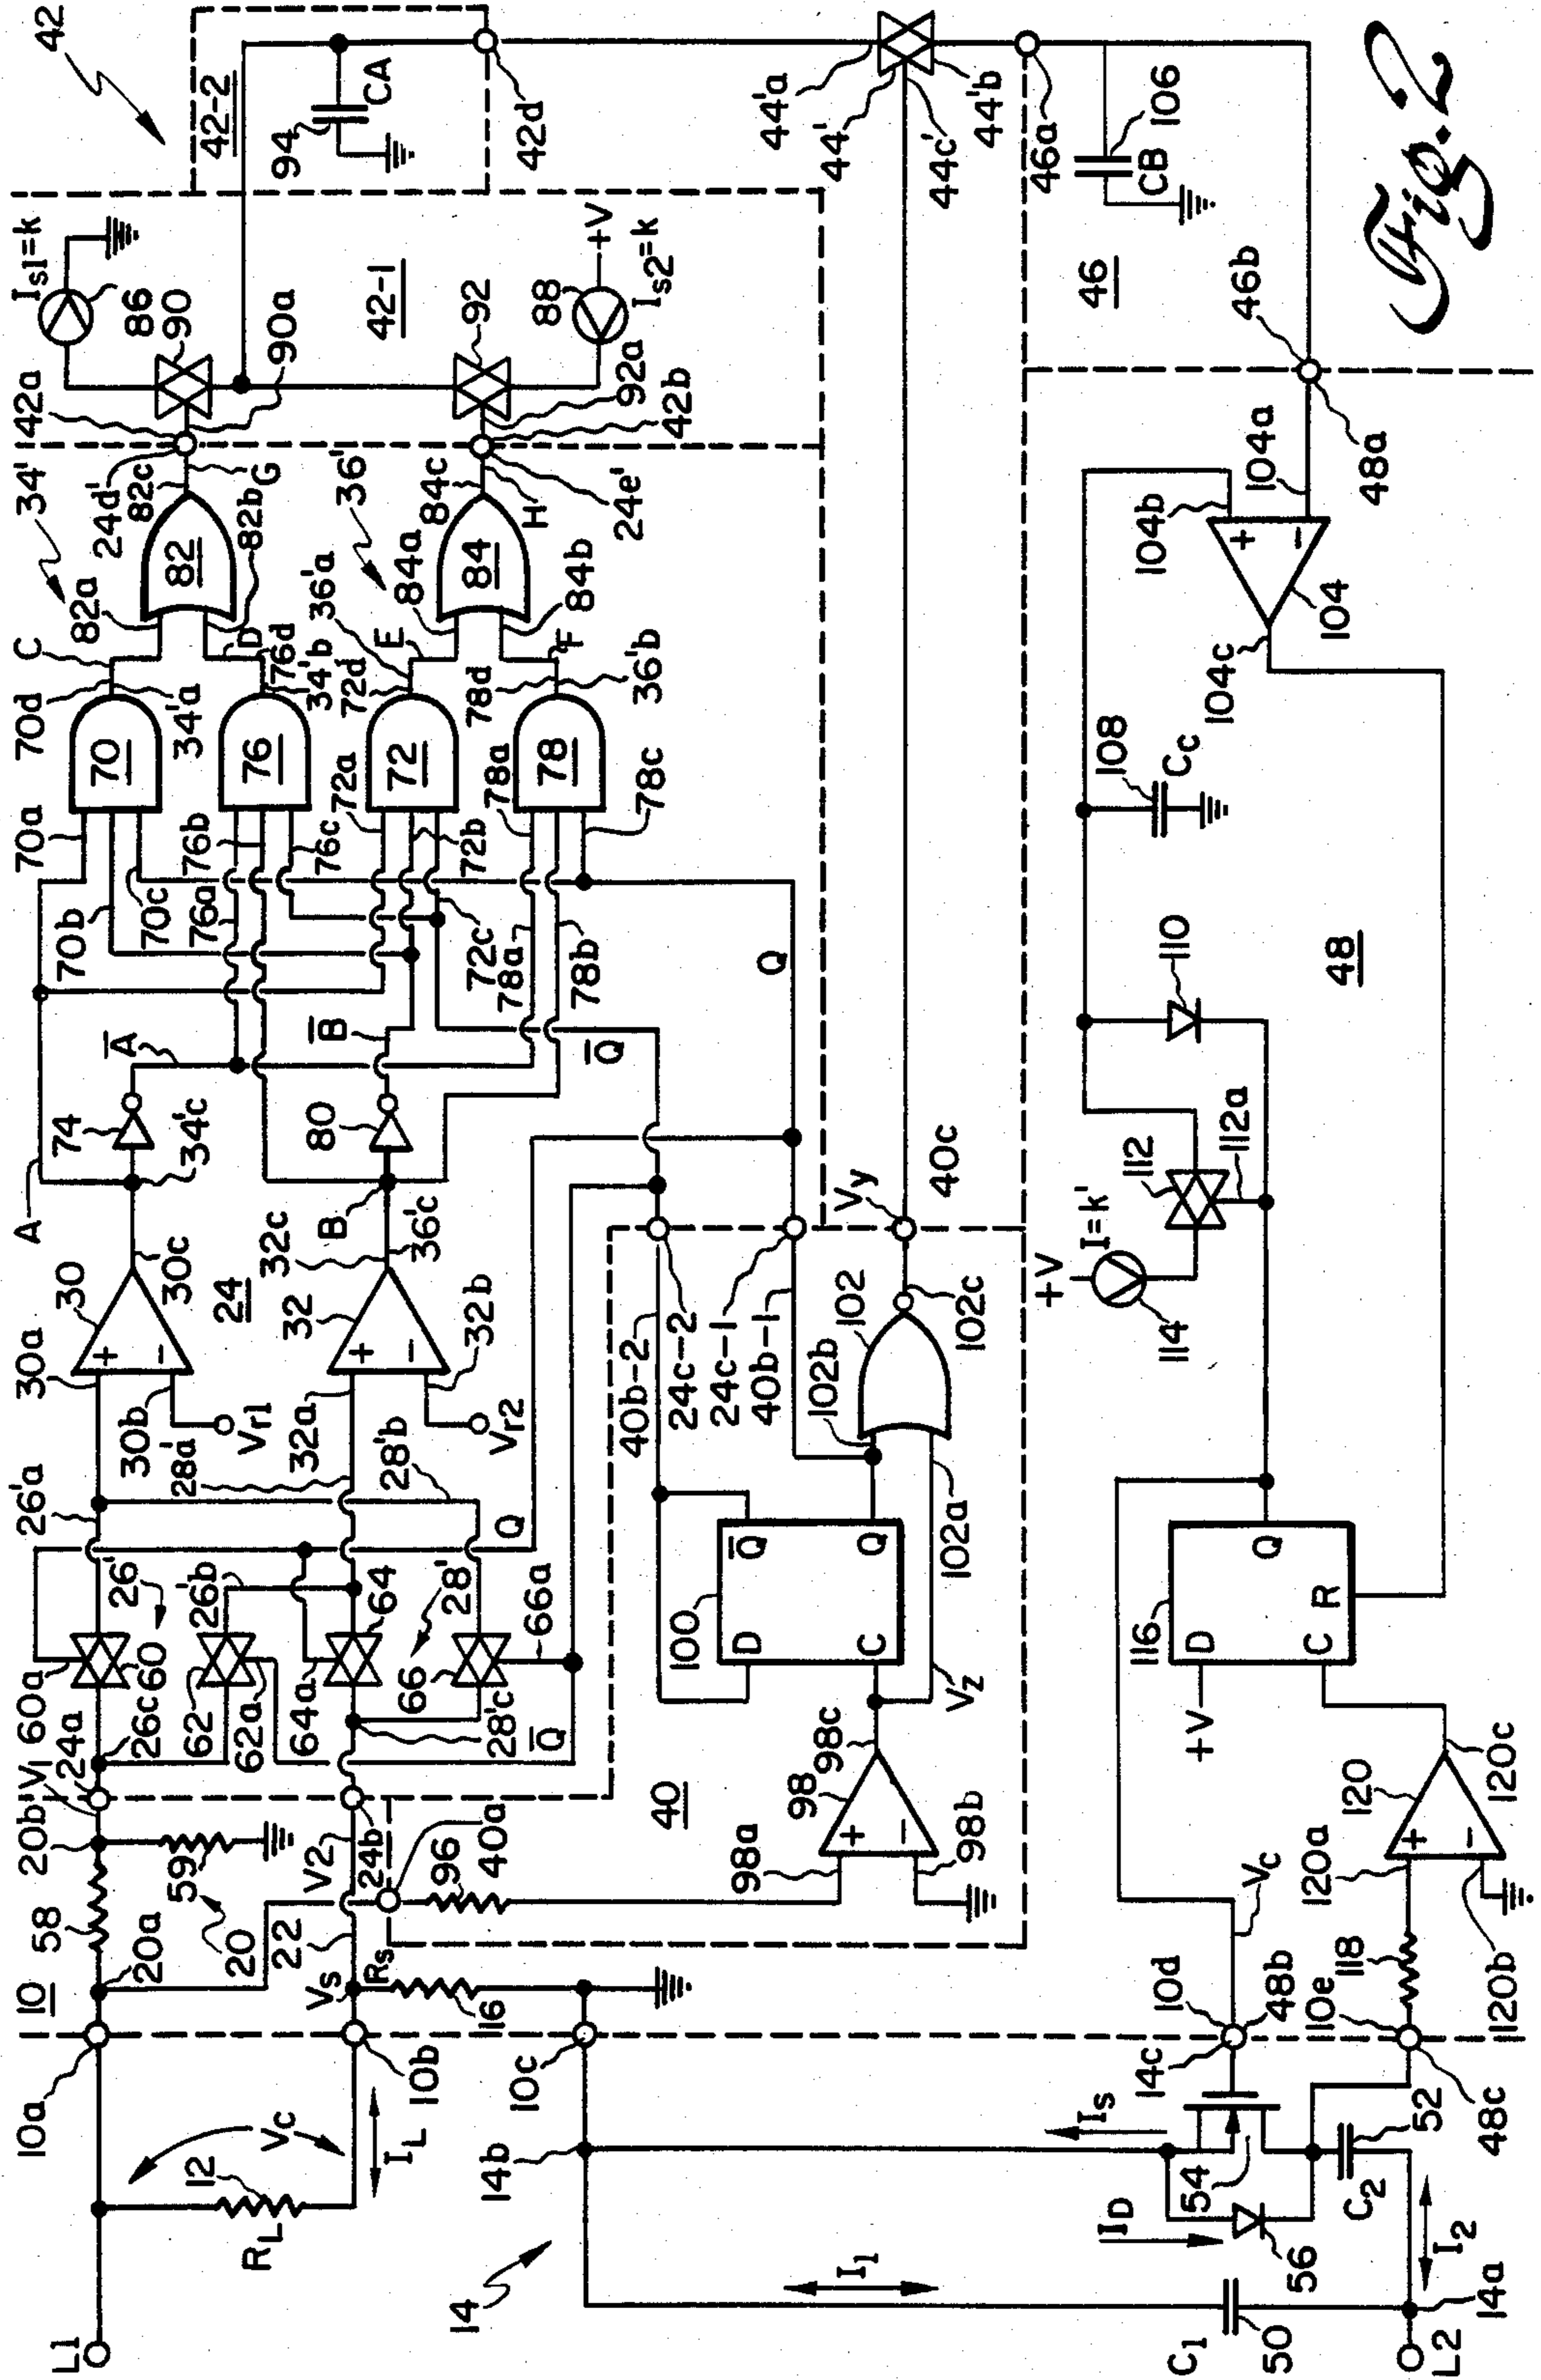 Fig. 2
42
42-2
94
CA
42d
Is1=k
86
90
90a
42-1
92
88
+V
Is2=k
92a
42b
142a
24d'
34'
82c
G
82
82a
82b
C
D
70d
34'a
76d
34'b
36'a
72d
E
36'
84a
84c
H
84
24e'
84b
F
78d
36'b
70
76
72
78
70a
70b
70c
76a
76b
76c
72a
72b
72c
78a
78a
78b
78c
A
A
74
34'c
B
80
B
Q
Q
30
30a
30b
30c
Vr1
24
32
32a
32b
32c
36'c
Vr2
28'a
28'b
26'a
26'
26'b
60a
60
26c
62
62a
64
64a
66
66a
28'
28'c
Q
Q
V1
24a
20b
58
59
20
20a
10
V2
24b
22
Vs
Rs
16
40a
96
40
98
98a
98b
98c
Vz
100
D
C
Q
Q
102
102
102a
102b
102c
40b-2
24c-2
24c-1
40b-1
Vy
40c
44'a
44'
44c'
44'b
46a
106
CB
46
46b
48a
104a
104b
104
104c
108
Cc
110
48
112
112a
I=k'
+V
114
116
D
C
R
Q
+V
120
120a
120b
120c
118
Vc
10d
48b
10e
48c
14c
10a
10b
10c
14b
14
L1
RL
12
Vc
IL
Is
ID
54
56
C2
52
I1
I2
C1
50
14a
L2